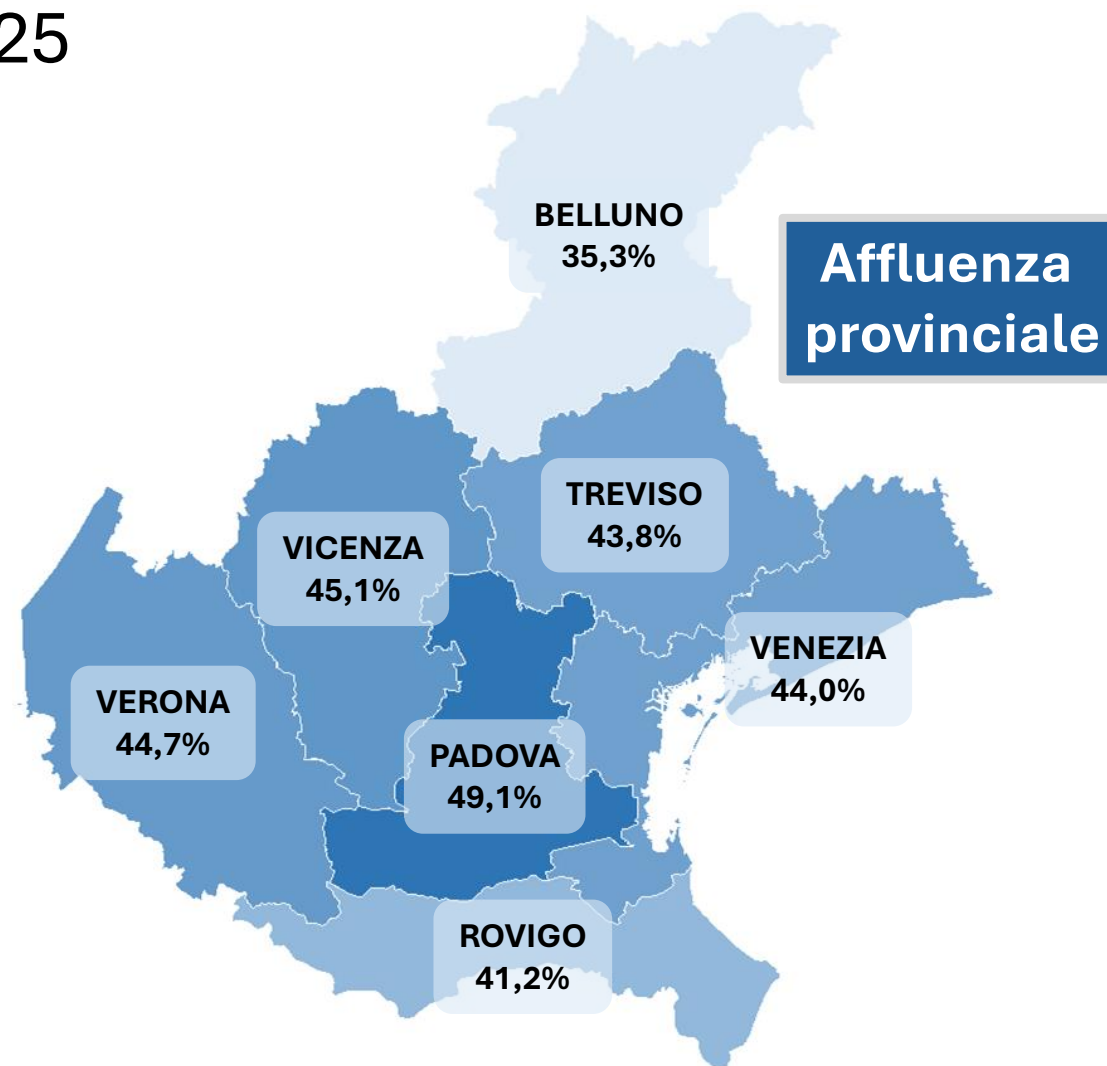 25
BELLUNO
35,3%
Affluenza
provinciale
TREVISO
43,8%
VICENZA
45,1%
VENEZIA
44,0%
VERONA
44,7%
PADOVA
49,1%
ROVIGO
41,2%